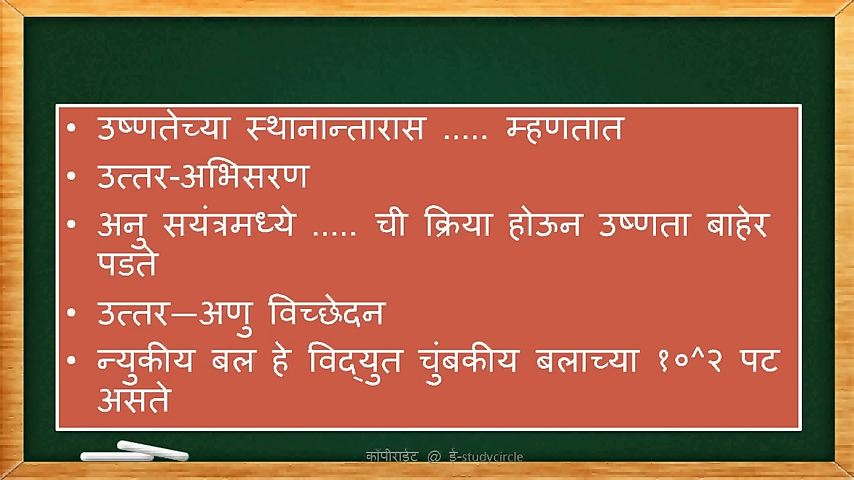 • उष्णतेच्या स्थानान्तारास ..... म्हणतात
• उत्तर-अभिसरण
• अनु सयंत्रमध्ये ..... ची क्रिया होऊन उष्णता बाहेर
पडते
• उत्तर—अणु विच्छेदन
• न्युकीय बल हे विद्युत चुंबकीय बलाच्या १०^२ पट
असते
कॉपीराईट @ ई-studycircle